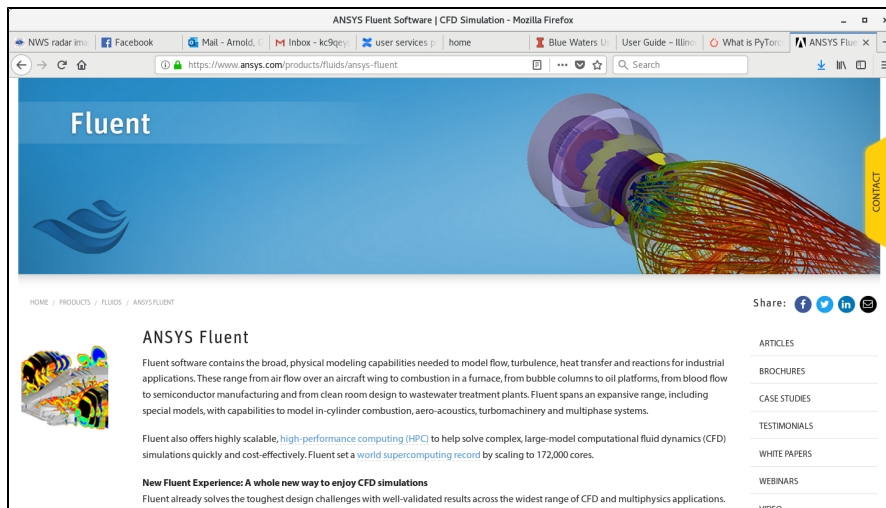 ANSYS Fluent Software | CFD Simulation - Mozilla Firefox
NWS radar ima
Facebook
Mail - Arnold,
Inbox - kc9qey
user services p
home
Blue Waters U
User Guide – Illino
What is PyTorc
ANSYS Flue
https://www.ansys.com/products/fluids/ansys-fluent
Search
Fluent
CONTACT
HOME / PRODUCTS / FLUIDS / ANSYS FLUENT
Share:
ANSYS Fluent
Fluent software contains the broad, physical modeling capabilities needed to model flow, turbulence, heat transfer and reactions for industrial
applications. These range from air flow over an aircraft wing to combustion in a furnace, from bubble columns to oil platforms, from blood flow
to semiconductor manufacturing and from clean room design to wastewater treatment plants. Fluent spans an expansive range, including
special models, with capabilities to model in-cylinder combustion, aero-acoustics, turbomachinery and multiphase systems.
Fluent also offers highly scalable, high-performance computing (HPC) to help solve complex, large-model computational fluid dynamics (CFD)
simulations quickly and cost-effectively. Fluent set a world supercomputing record by scaling to 172,000 cores.
New Fluent Experience: A whole new way to enjoy CFD simulations
Fluent already solves the toughest design challenges with well-validated results across the widest range of CFD and multiphysics applications.
ARTICLES
BROCHURES
CASE STUDIES
TESTIMONIALS
WHITE PAPERS
WEBINARS
VIDEO